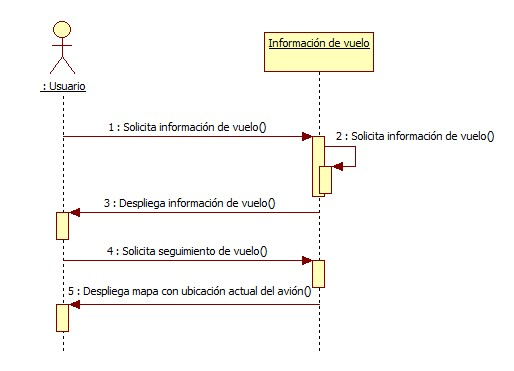 Información de vuelo
: Usuario
1 : Solicita información de vuelo()
2 : Solicita información de vuelo()
3 : Despliega información de vuelo()
4 : Solicita seguimiento de vuelo()
5 : Despliega mapa con ubicación actual del avión()